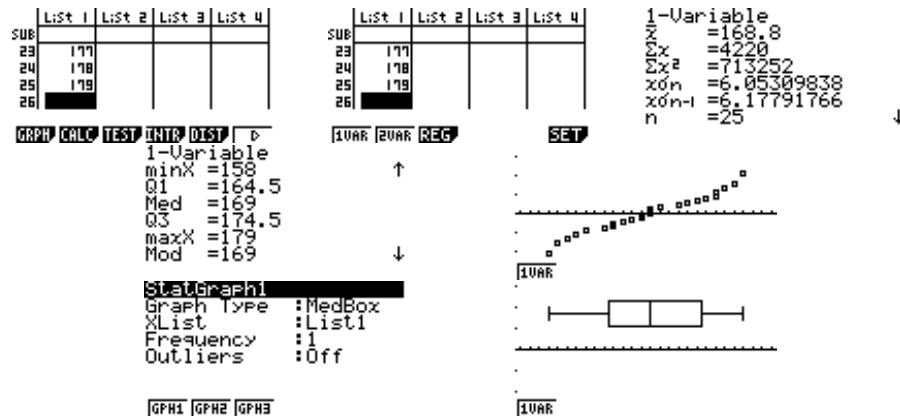 List 1 List 2 List 3 List 4
SUB
23 177
24 178
25 179
26
GRPH CALC TEST INTR DIST ▷
List 1 List 2 List 3 List 4
SUB
23 177
24 178
25 179
26
1VAR 2VAR REG SET
1-Variable
x̄ =168.8
Σx =4220
Σx² =713252
xσn =6.05309838
xσn-1 =6.17791766
n =25
↓
1-Variable
minX =158 ↑
Q1 =164.5
Med =169
Q3 =174.5
maxX =179
Mod =169 ↓
1VAR
StatGraph1
Graph Type :MedBox
XList :List1
Frequency :1
Outliers :Off
GPH1 GPH2 GPH3
1VAR